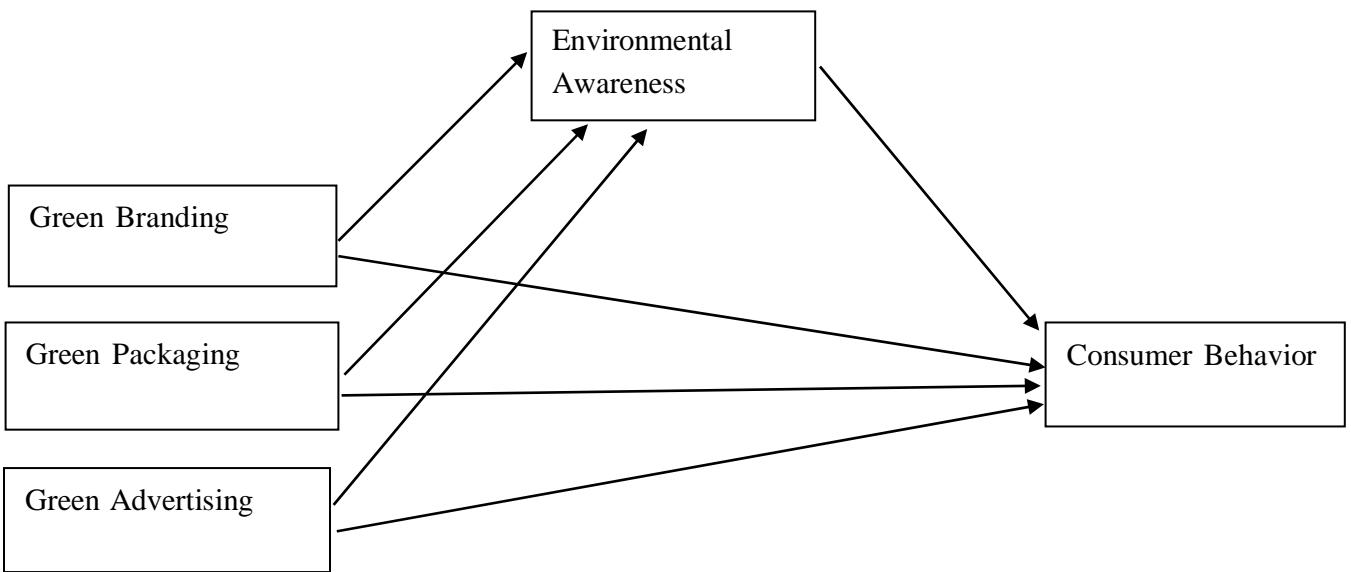 Environmental
Awareness
Green Branding
Green Packaging
Consumer Behavior
Green Advertising